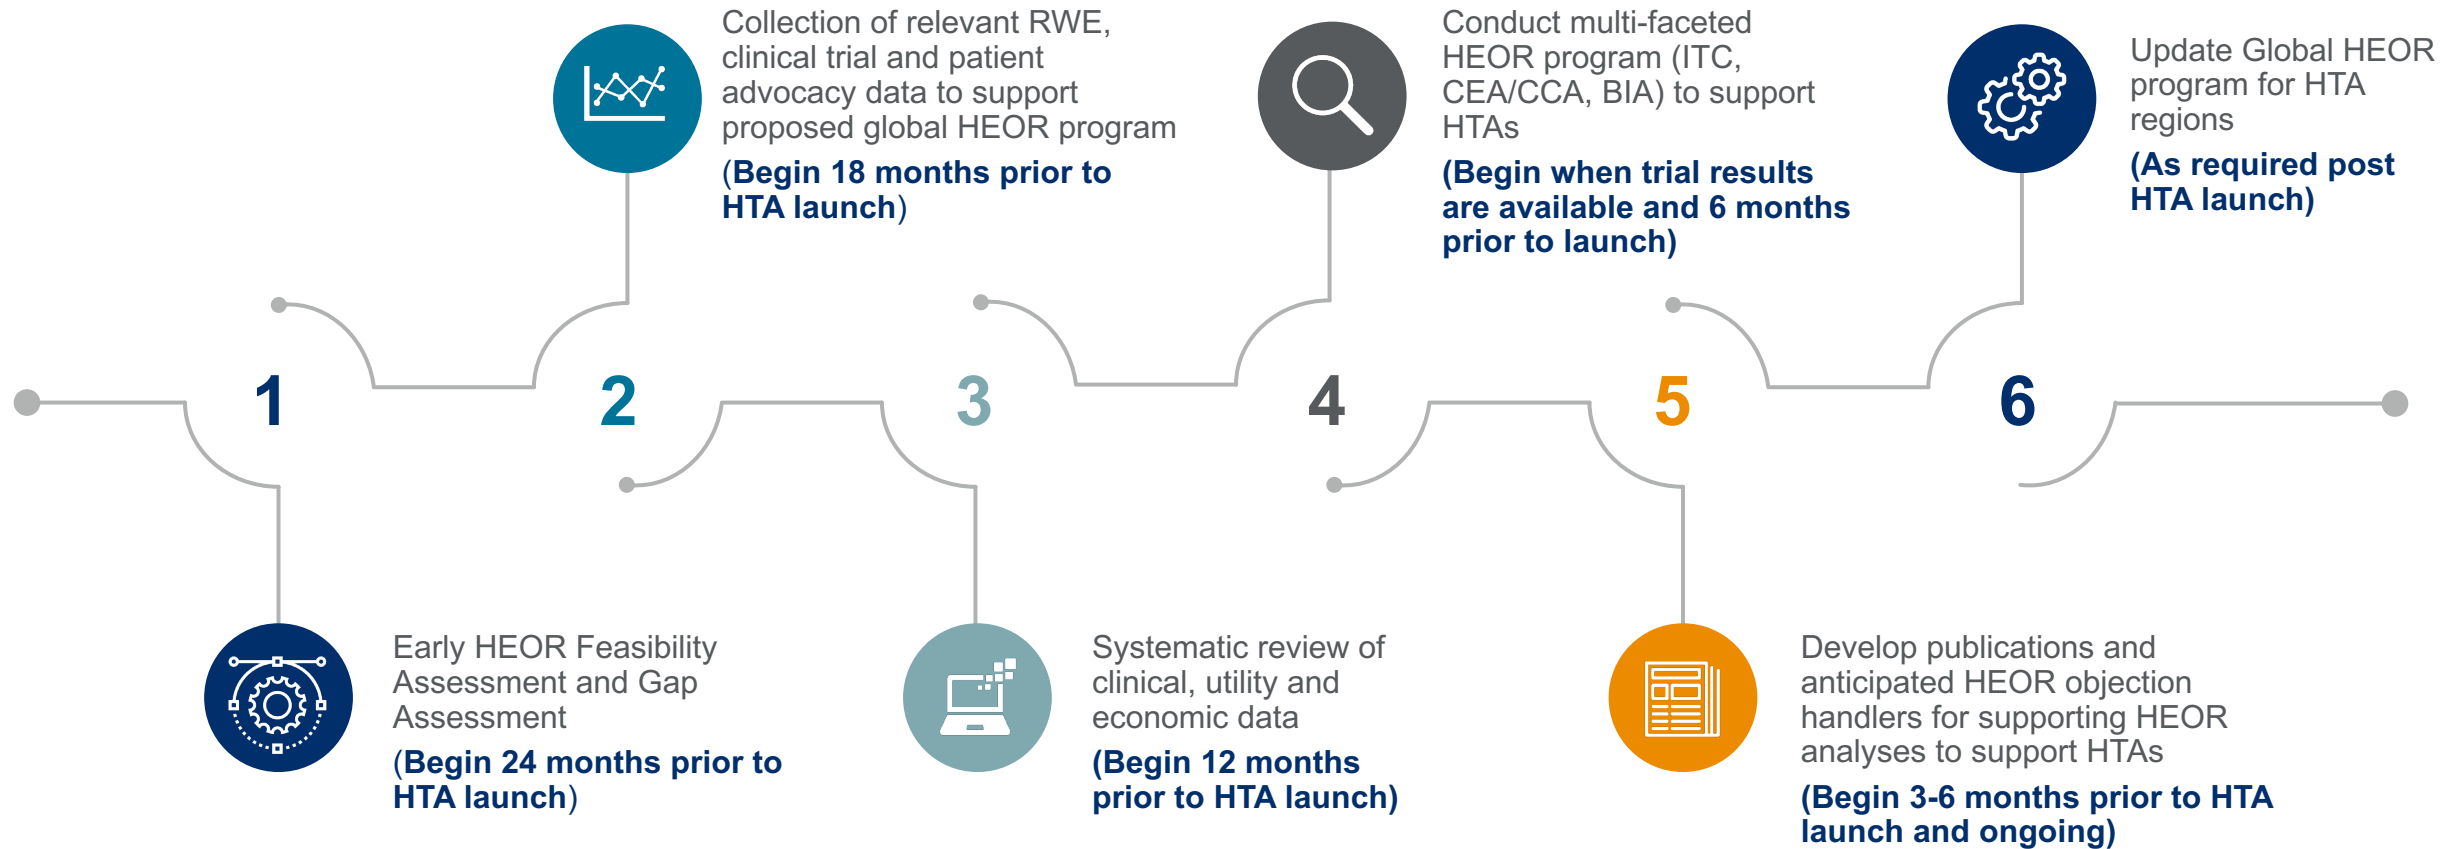 1
Early HEOR Feasibility
Assessment and Gap
Assessment
(Begin 24 months prior to
HTA launch)
2
Collection of relevant RWE,
clinical trial and patient
advocacy data to support
proposed global HEOR program
(Begin 18 months prior to
HTA launch)
3
Systematic review of
clinical, utility and
economic data
(Begin 12 months
prior to HTA launch)
4
Conduct multi-faceted
HEOR program (ITC,
CEA/CCA, BIA) to support
HTAs
(Begin when trial results
are available and 6 months
prior to launch)
5
Develop publications and
anticipated HEOR objection
handlers for supporting HEOR
analyses to support HTAs
(Begin 3-6 months prior to HTA
launch and ongoing)
6
Update Global HEOR
program for HTA
regions
(As required post
HTA launch)